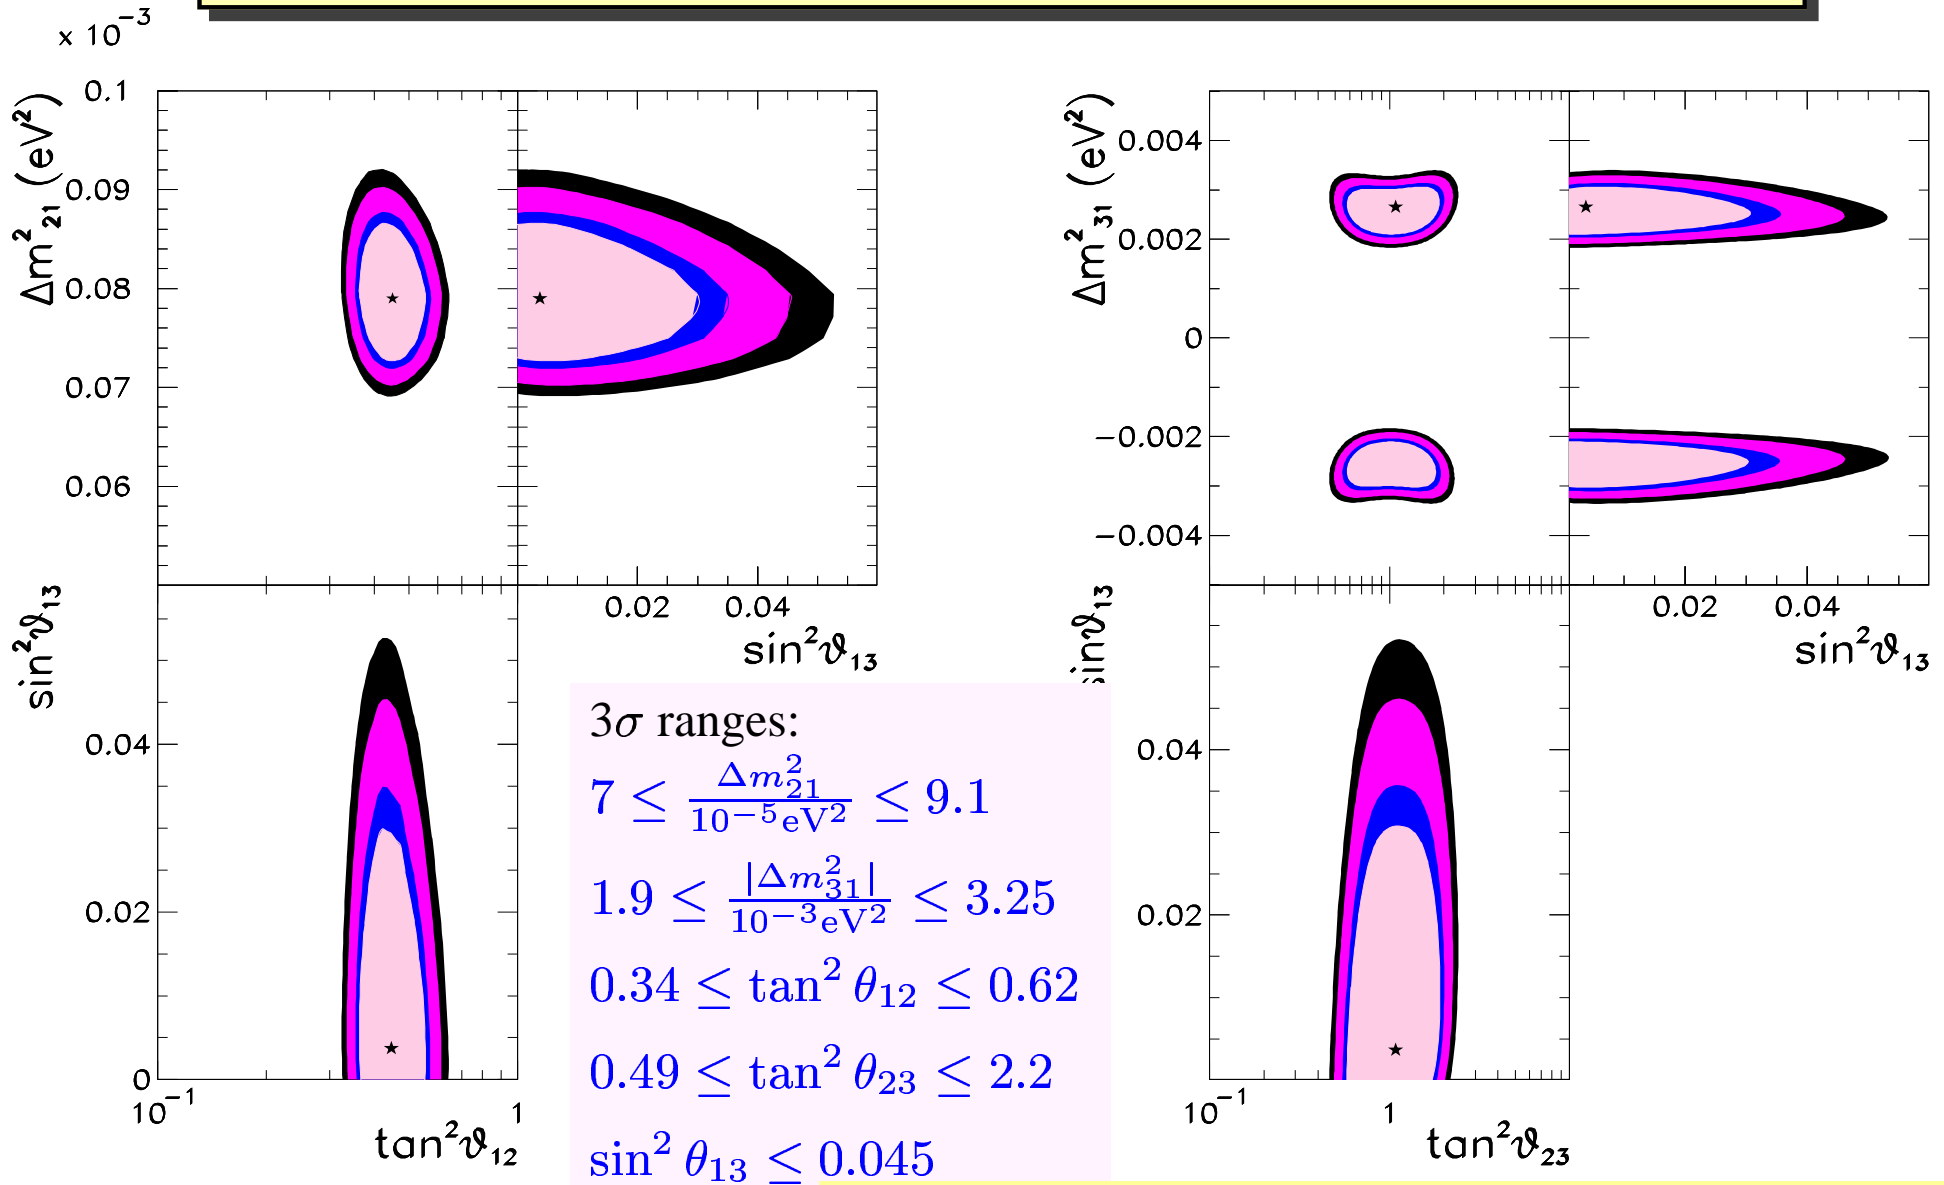 × 10⁻³
0.1
0.09
0.08
0.07
0.06
Δm²₂₁ (eV²)
0.02 0.04
sin²ϑ₁₃
sin²ϑ₁₃
0.04
0.02
0
10⁻¹ 1
tan²ϑ₁₂
3σ ranges:
7 ≤ Δm²₂₁ / 10⁻⁵eV² ≤ 9.1
1.9 ≤ |Δm²₃₁| / 10⁻³eV² ≤ 3.25
0.34 ≤ tan² θ₁₂ ≤ 0.62
0.49 ≤ tan² θ₂₃ ≤ 2.2
sin² θ₁₃ ≤ 0.045
0.004
0.002
0
−0.002
−0.004
Δm²₃₁ (eV²)
0.02 0.04
sin²ϑ₁₃
sinϑ₁₃
0.04
0.02
10⁻¹ 1
tan²ϑ₂₃